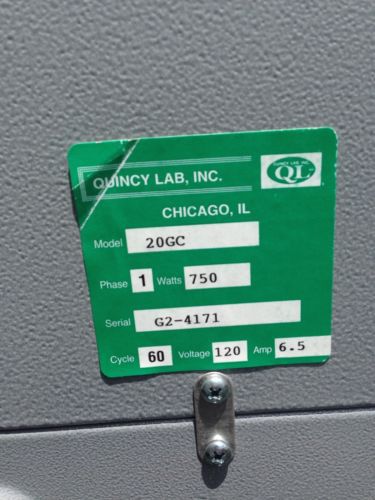 QUINCY LAB, INC.
QUINCY LAB, INC.
QL
CHICAGO, IL
Model 20GC
Phase 1 Watts 750
Serial G2-4171
Cycle 60 Voltage 120 Amp 6.5